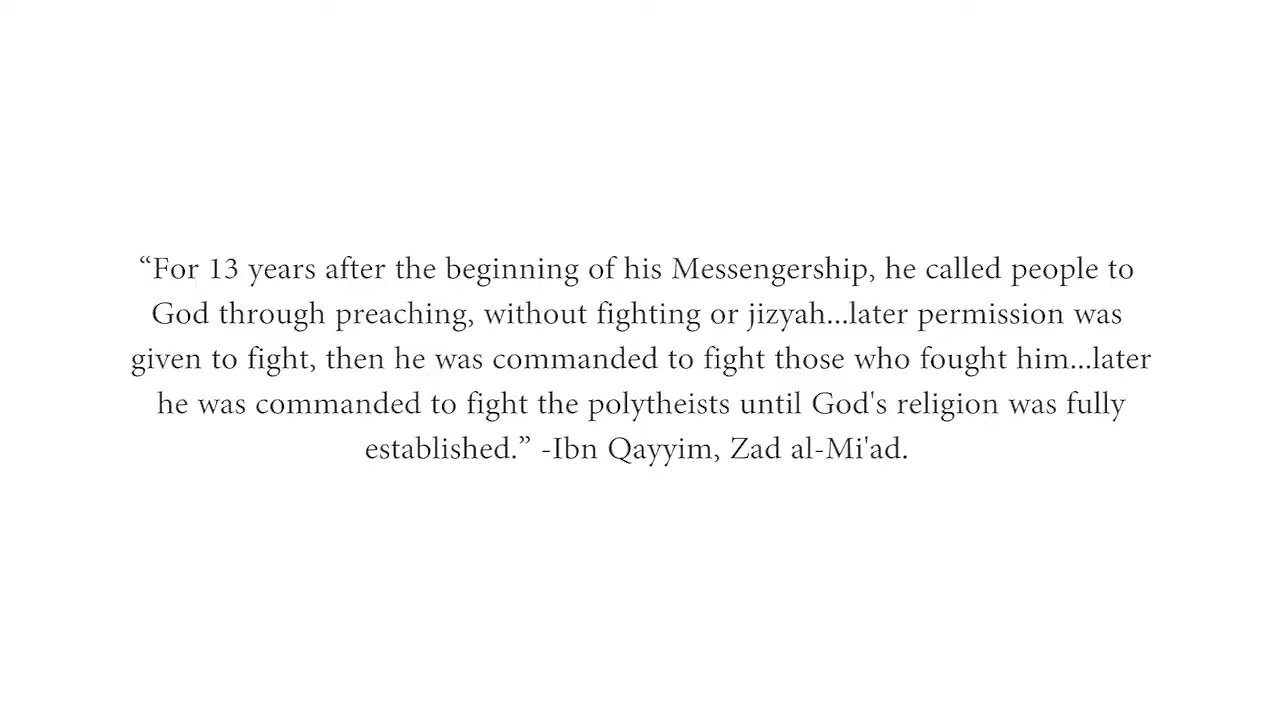 “For 13 years after the beginning of his Messengership, he called people to
God through preaching, without fighting or jizyah...later permission was
given to fight, then he was commanded to fight those who fought him...later
he was commanded to fight the polytheists until God's religion was fully
established.” -Ibn Qayyim, Zad al-Mi'ad.